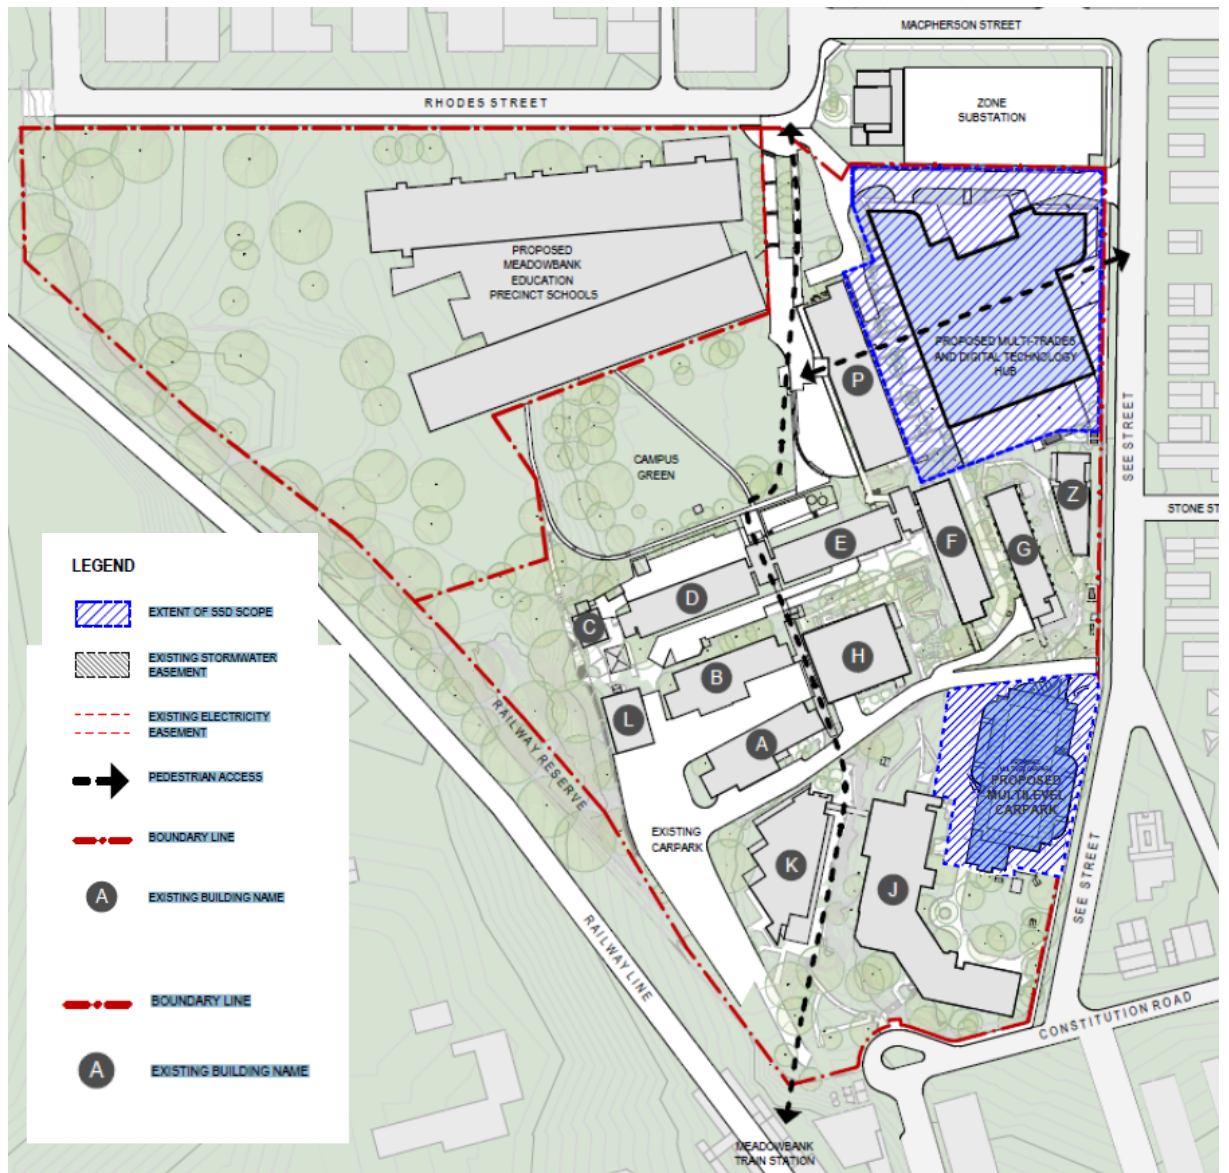 MACPHERSON STREET
RHODES STREET
ZONE
SUBSTATION
PROPOSED
MEADOWBANK
EDUCATION
PRECINCT SCHOOLS
PROPOSED MULTI-TRADES
AND DIGITAL TECHNOLOGY
HUB
P
SEE STREET
CAMPUS
GREEN
Z
STONE ST
E
F
G
LEGEND
EXTENT OF SSD SCOPE
EXISTING STORMWATER
EASEMENT
EXISTING ELECTRICITY
EASEMENT
PEDESTRIAN ACCESS
BOUNDARY LINE
A
EXISTING BUILDING NAME
BOUNDARY LINE
A
EXISTING BUILDING NAME
D
C
H
B
L
A
RAILWAY RESERVE
PROPOSED
MULTILEVEL
CARPARK
EXISTING
CARPARK
K
J
SEE STREET
RAILWAY LINE
CONSTITUTION ROAD
MEADOWBANK
TRAIN STATION